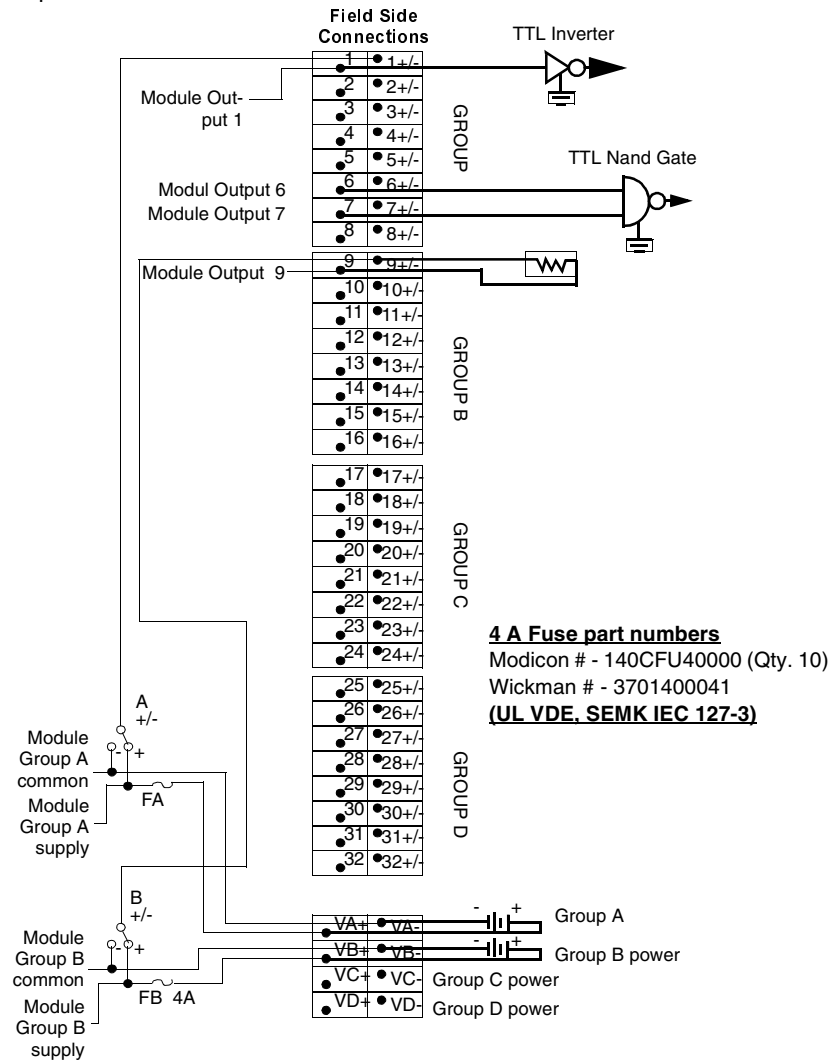 Field Side
Connections
TTL Inverter
1 1+/-
Module Out-
put 1
2 2+/-
3 3+/-
4 4+/-
5 5+/-
GROUP
TTL Nand Gate
Modul Output 6
6 6+/-
Module Output 7
7 7+/-
8 8+/-
Module Output 9
9 9+/-
10 10+/-
11 11+/-
12 12+/-
13 13+/-
14 14+/-
15 15+/-
16 16+/-
GROUP B
17 17+/-
18 18+/-
19 19+/-
20 20+/-
21 21+/-
22 22+/-
23 23+/-
24 24+/-
GROUP C
4 A Fuse part numbers
Modicon # - 140CFU40000 (Qty. 10)
Wickman # - 3701400041
(UL VDE, SEMK IEC 127-3)
25 25+/-
26 26+/-
27 27+/-
28 28+/-
29 29+/-
30 30+/-
31 31+/-
32 32+/-
GROUP D
A
+/-
- +
Module
Group A
common
FA
Module
Group A
supply
B
+/-
- +
Module
Group B
common
FB 4A
Module
Group B
supply
VA+ VA-
- +
Group A
VB+ VB-
- +
Group B power
VC+ VC- Group C power
VD+ VD- Group D power